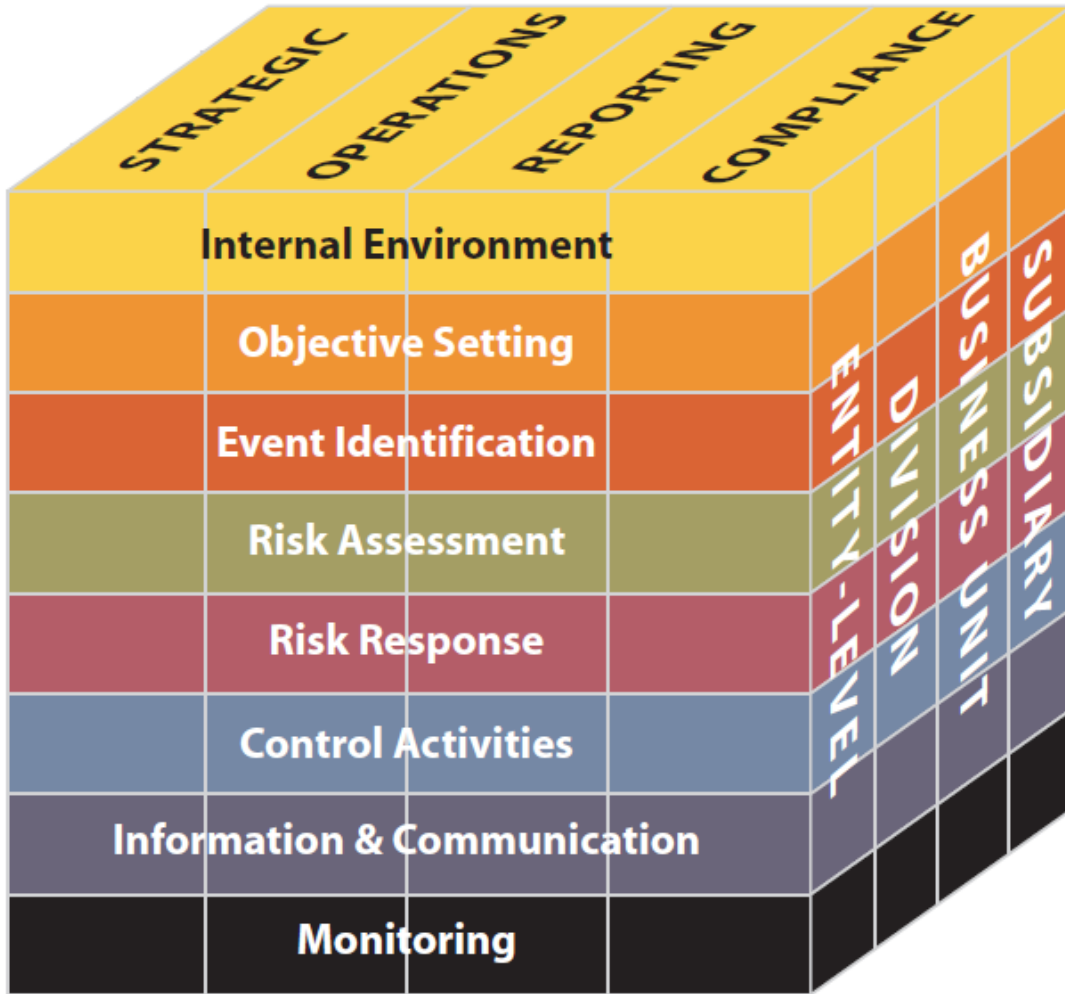 STRATEGIC
OPERATIONS
REPORTING
COMPLIANCE
Internal Environment
Objective Setting
Event Identification
Risk Assessment
Risk Response
Control Activities
Information & Communication
Monitoring
ENTITY-LEVEL
DIVISION
BUSINESS UNIT
SUBSIDIARY